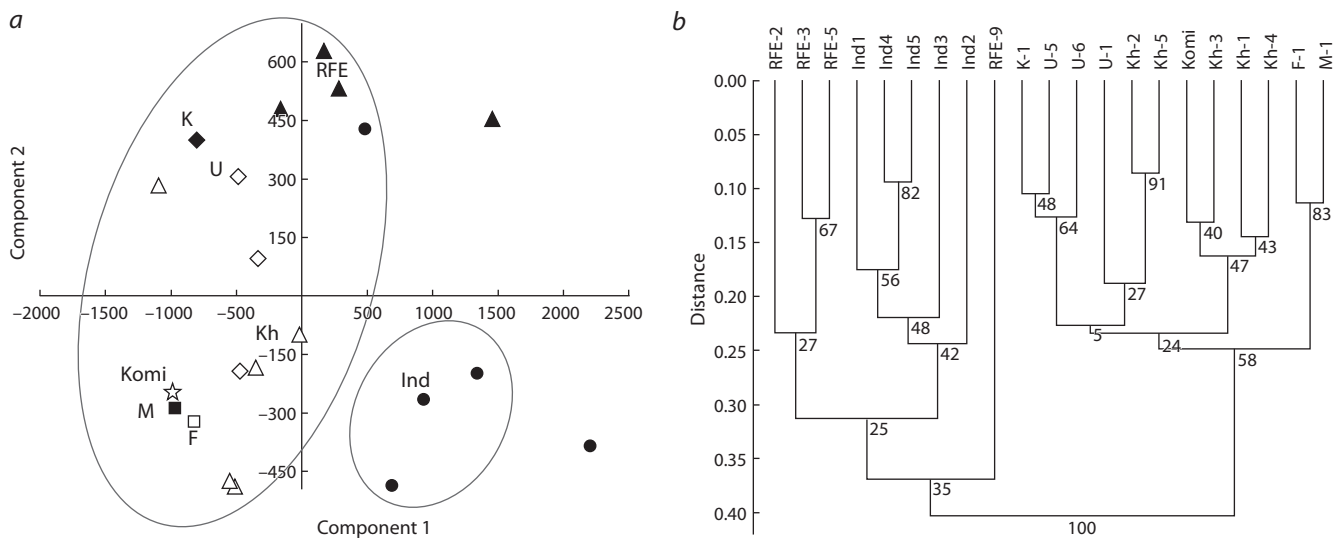 a
Component 2
600
450
300
150
−150
−300
−450
−2000 −1500 −1000 −500 500 1000 1500 2000 2500
RFE
K
U
Kh
Komi
M
F
Ind
Component 1
b
RFE-2 RFE-3 RFE-5 Ind1 Ind4 Ind5 Ind3 Ind2 RFE-9 K-1 U-5 U-6 U-1 Kh-2 Kh-5 Komi Kh-3 Kh-1 Kh-4 F-1 M-1
Distance
0.00
0.05
0.10
0.15
0.20
0.25
0.30
0.35
0.40
82
91
48
83
67
64
40
43
56
47
27
48
5
27
42
24
58
25
35
100